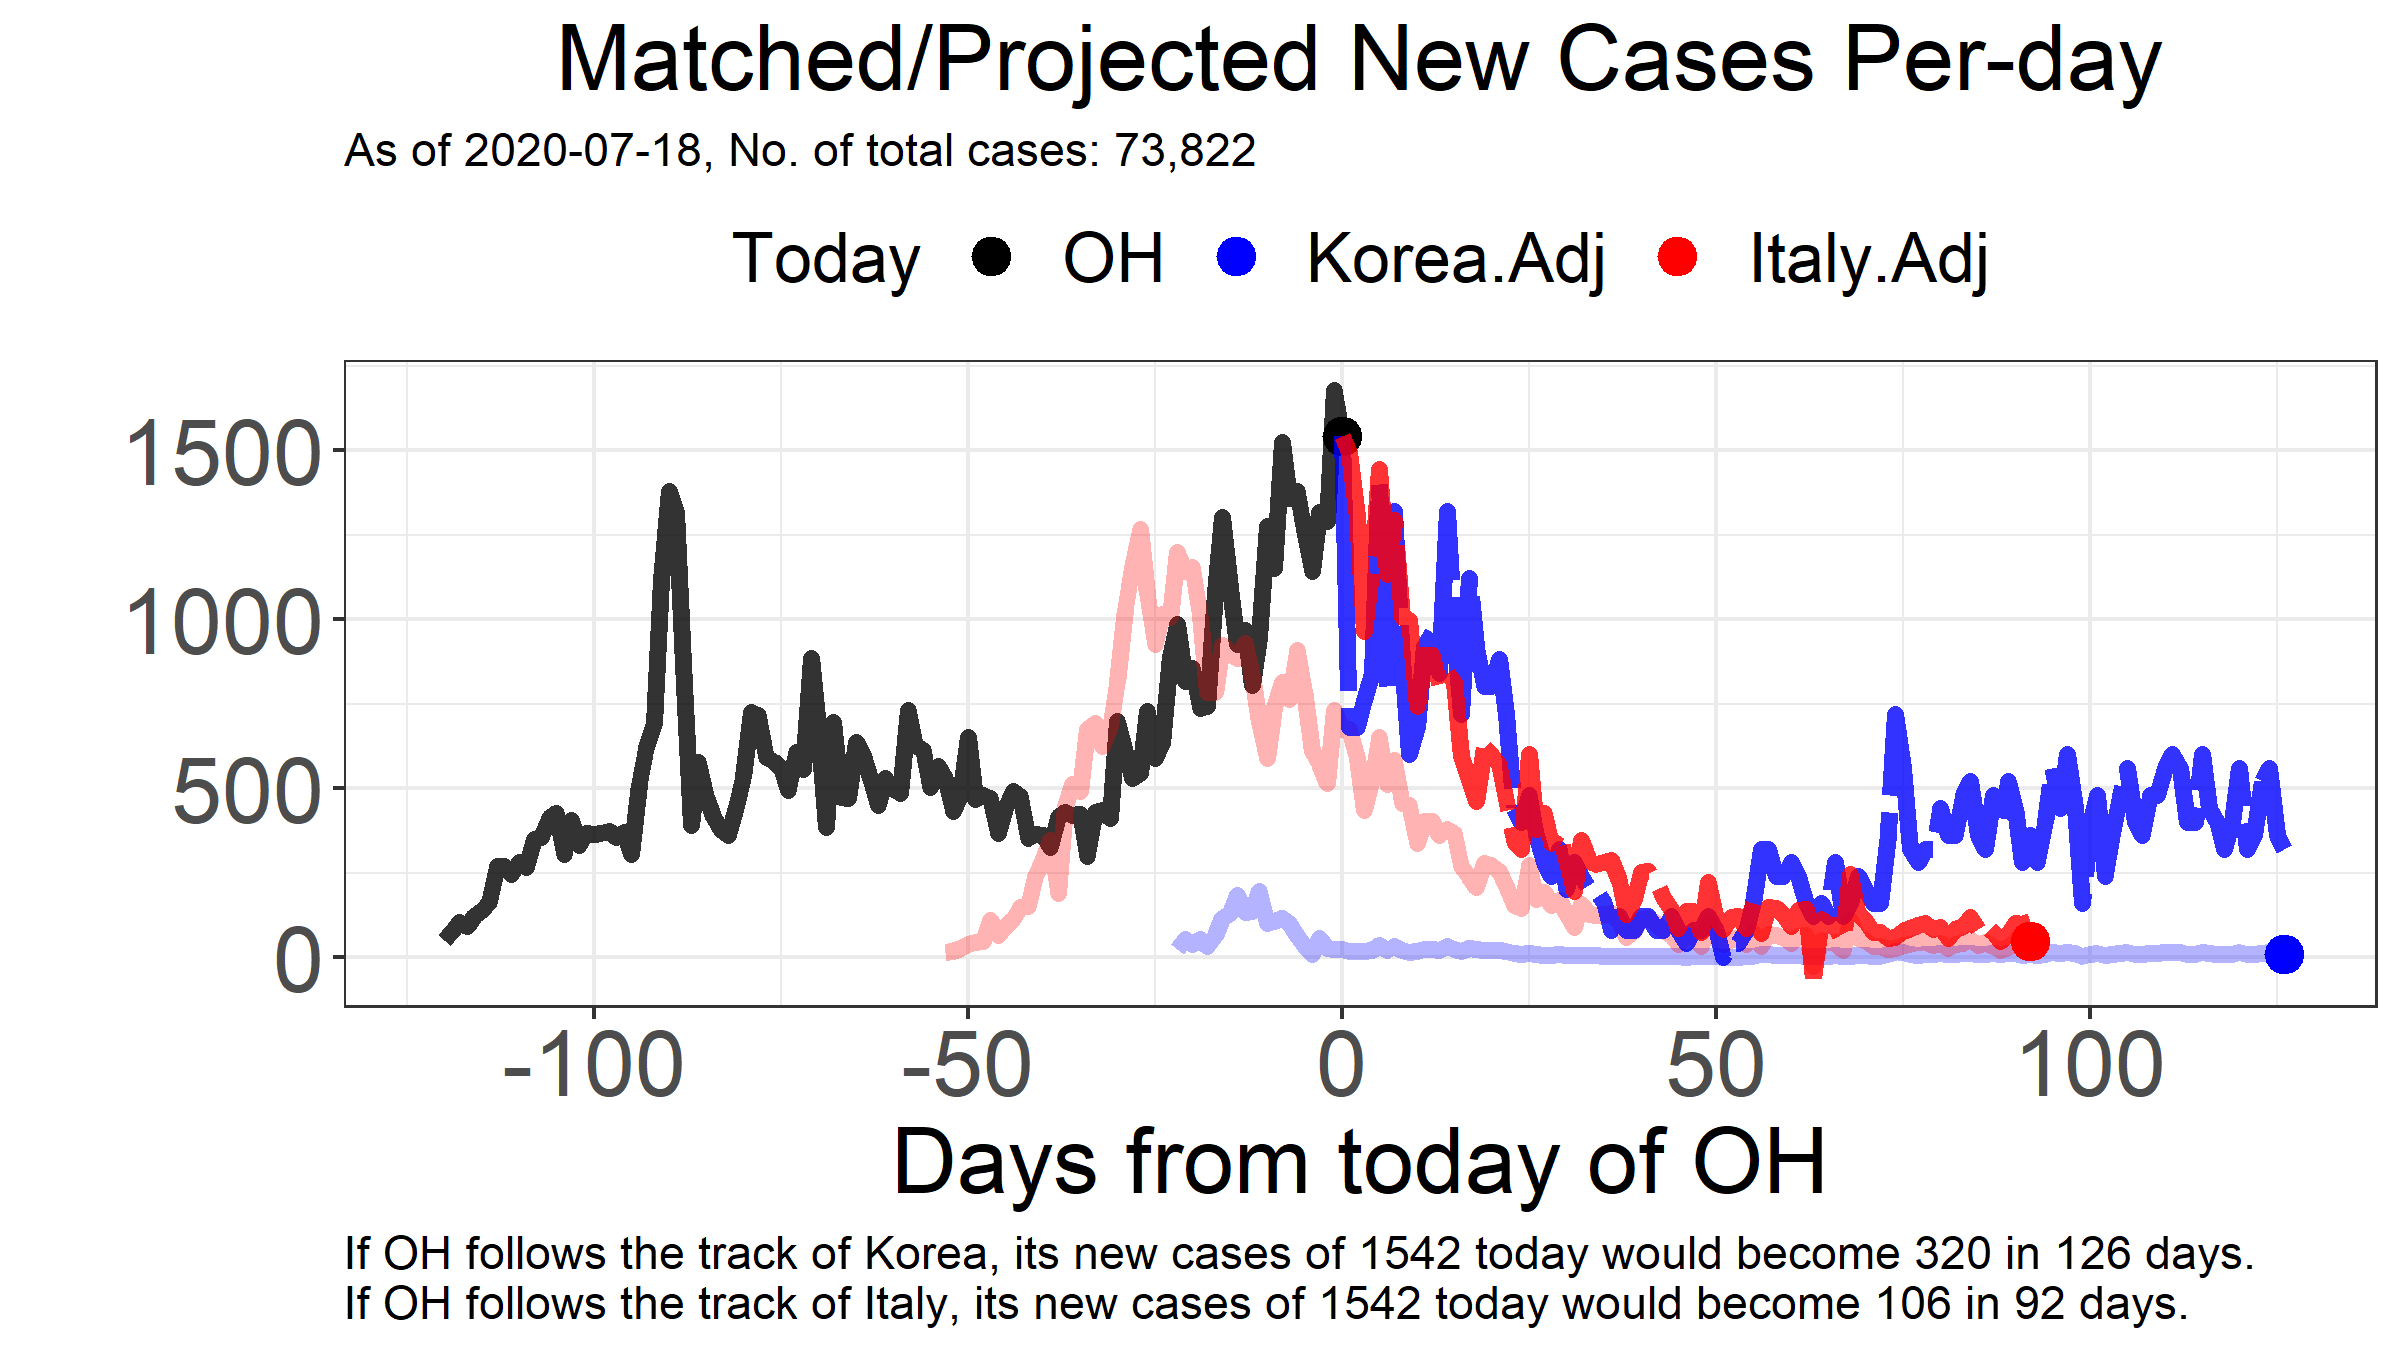 Matched/Projected New Cases Per-day
As of 2020-07-18, No. of total cases: 73,822
Today OH Korea.Adj Italy.Adj
1500
1000
500
0
-100 -50 0 50 100
Days from today of OH
If OH follows the track of Korea, its new cases of 1542 today would become 320 in 126 days.
If OH follows the track of Italy, its new cases of 1542 today would become 106 in 92 days.